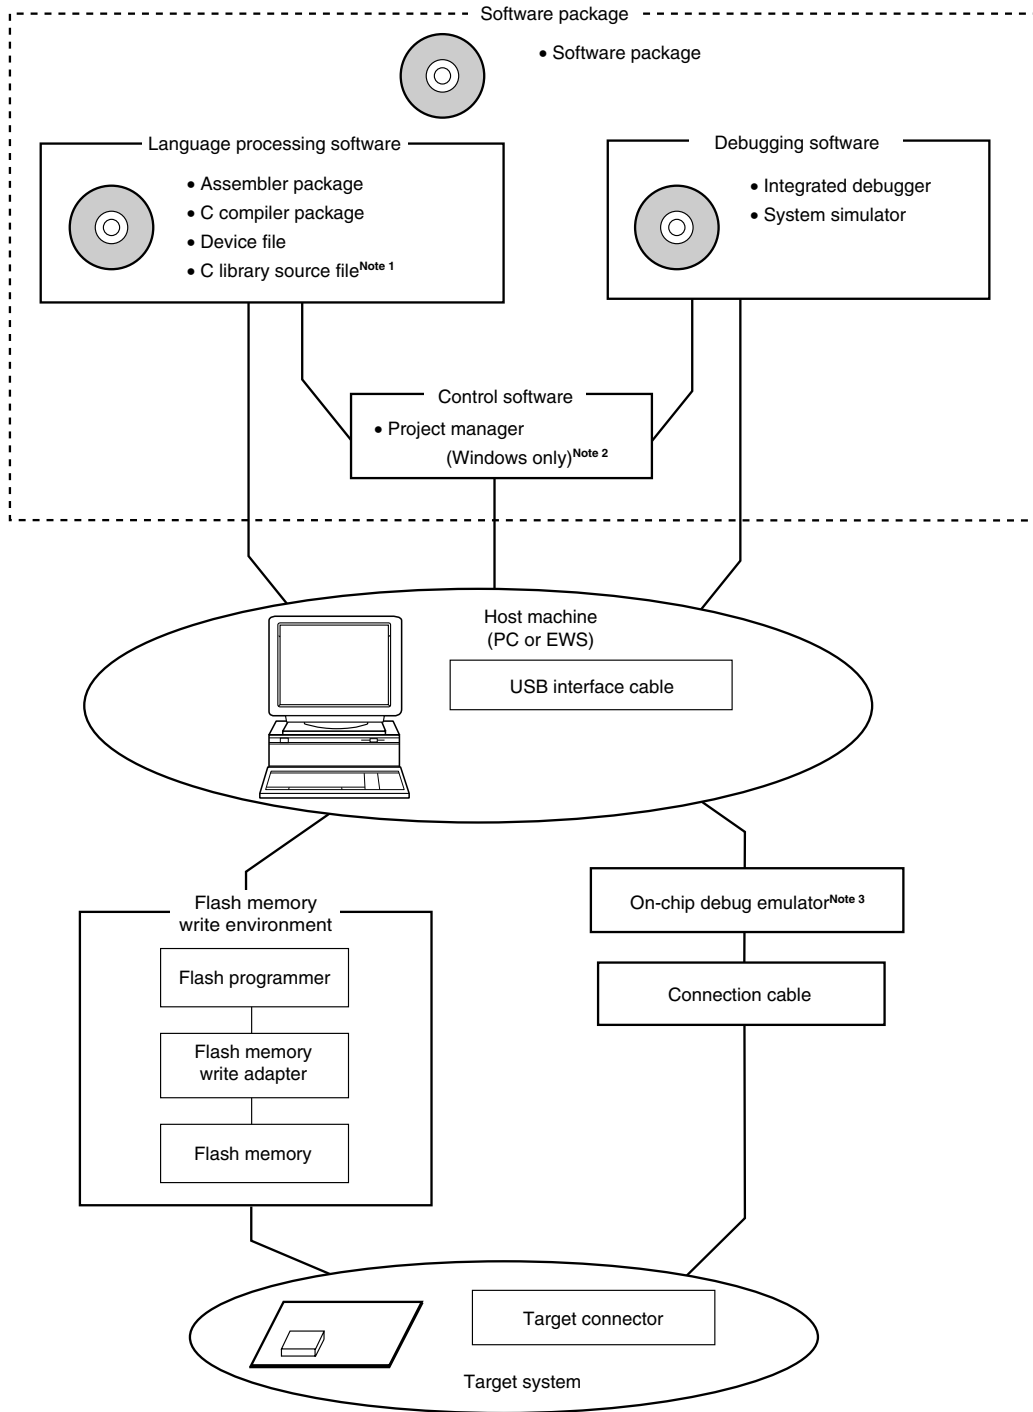 Software package
• Software package
Language processing software
• Assembler package
• C compiler package
• Device file
• C library source fileNote 1
Debugging software
• Integrated debugger
• System simulator
Control software
• Project manager
(Windows only)Note 2
Host machine
(PC or EWS)
USB interface cable
Flash memory
write environment
Flash programmer
Flash memory
write adapter
Flash memory
On-chip debug emulatorNote 3
Connection cable
Target connector
Target system